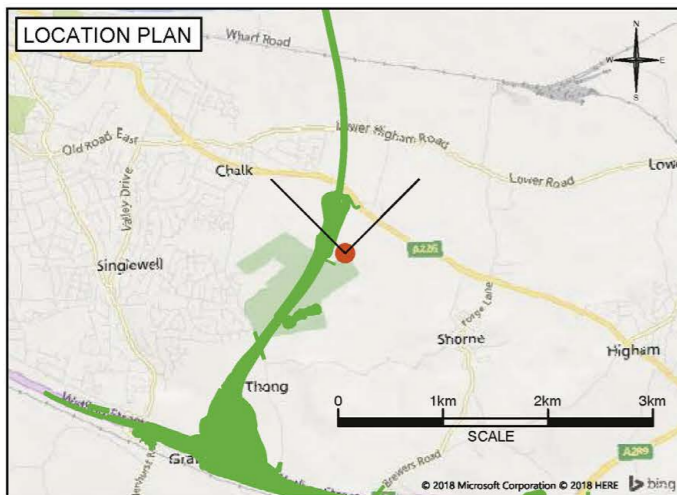 LOCATION PLAN
Wharf Road
N
W E
S
Lower Higham Road
Old Road East
Chalk
Lower Road
Valley Drive
A226
Singlewell
Forge Lane
Shorne
Higham
Thong
0 1km 2km 3km
SCALE
Brewers Road
A289
© 2018 Microsoft Corporation © 2018 HERE bing